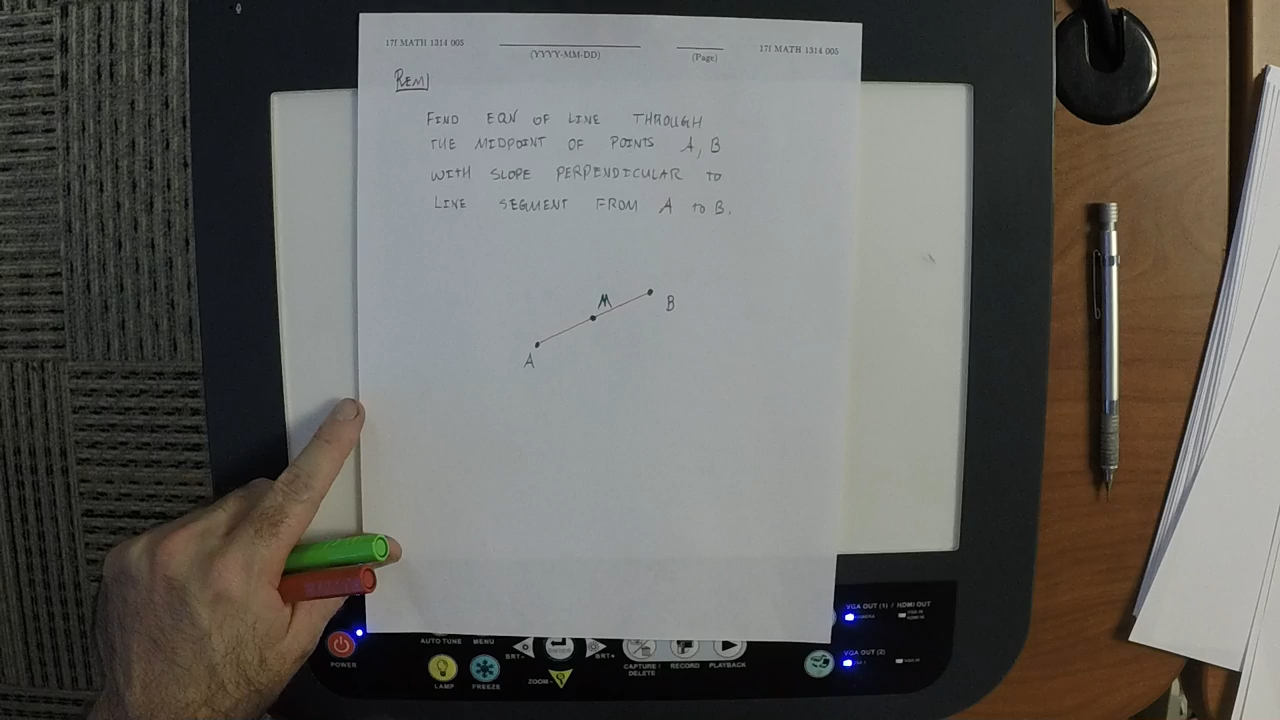 17f MATH 1314 005
(YYYY-MM-DD)
(Page)
17f MATH 1314 005
REM
FIND EQN OF LINE THROUGH
THE MIDPOINT OF POINTS A, B
WITH SLOPE PERPENDICULAR TO
LINE SEGMENT FROM A TO B.
M
B
A
VGA OUT (1) / HDMI OUT
VGA OUT (2)
POWER
AUTO TUNE
MENU
BRT-
BRT+
LAMP
FREEZE
ZOOM-
CAPTURE / DELETE
RECORD
PLAYBACK